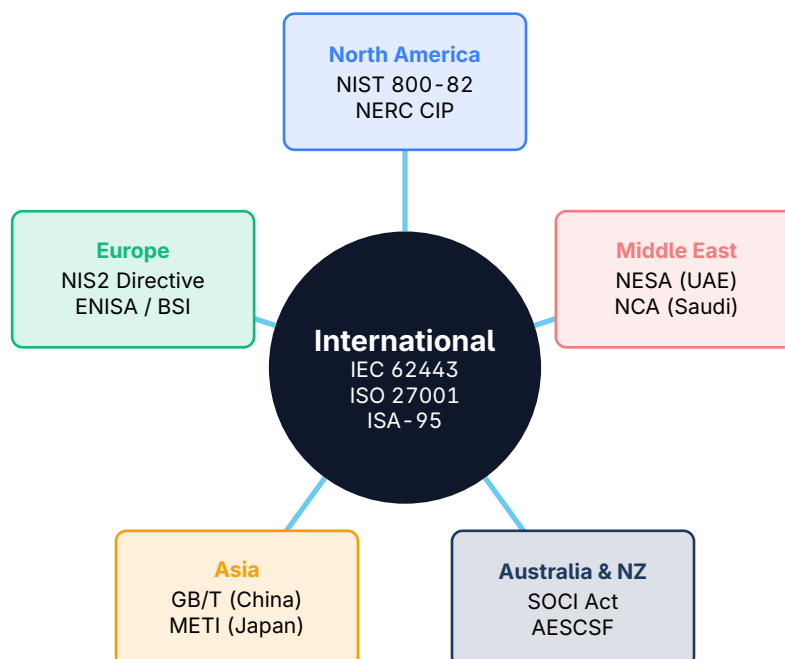 North America
NIST 800-82
NERC CIP
Europe
NIS2 Directive
ENISA / BSI
Middle East
NESA (UAE)
NCA (Saudi)
International
IEC 62443
ISO 27001
ISA-95
Asia
GB/T (China)
METI (Japan)
Australia & NZ
SOCI Act
AESCSF